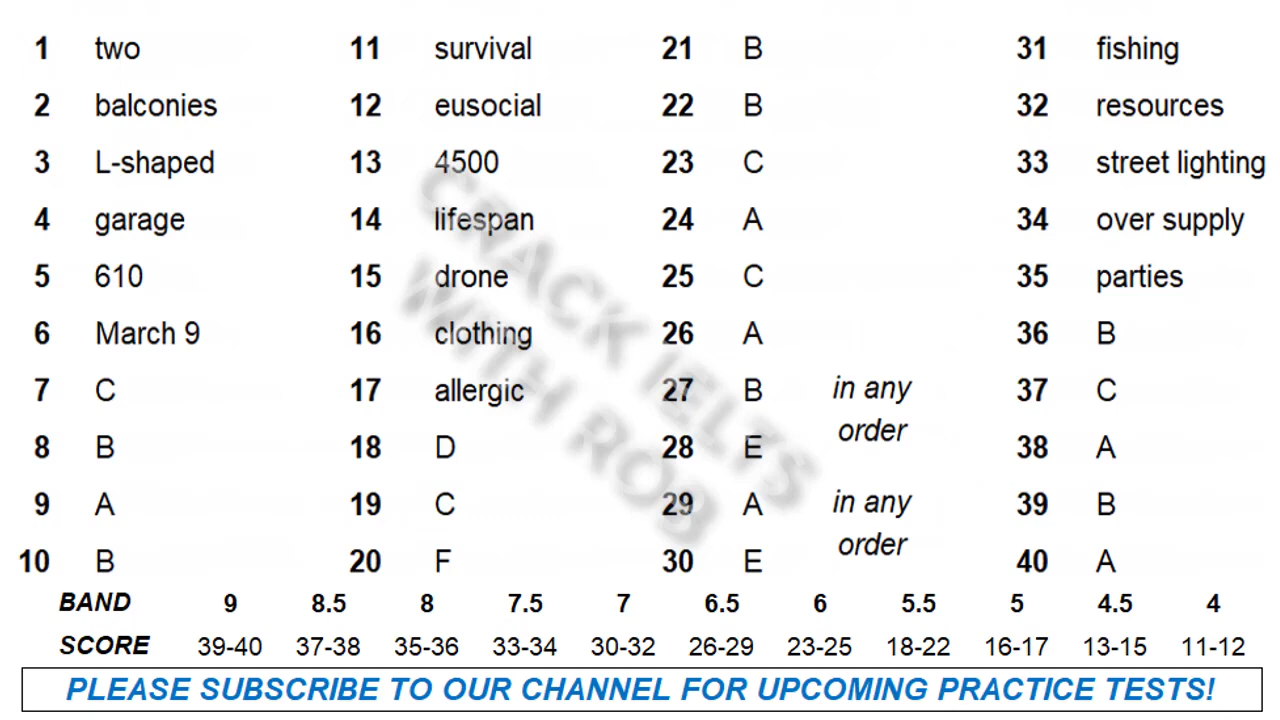 1 two
2 balconies
3 L-shaped
4 garage
5 610
6 March 9
7 C
8 B
9 A
10 B
11 survival
12 eusocial
13 4500
14 lifespan
15 drone
16 clothing
17 allergic
18 D
19 C
20 F
21 B
22 B
23 C
24 A
25 C
26 A
27 B
28 E
in any
order
29 A
30 E
in any
order
31 fishing
32 resources
33 street lighting
34 over supply
35 parties
36 B
37 C
38 A
39 B
40 A
CRACK IELTS
WITH ROB
BAND 9 8.5 8 7.5 7 6.5 6 5.5 5 4.5 4
SCORE 39-40 37-38 35-36 33-34 30-32 26-29 23-25 18-22 16-17 13-15 11-12
PLEASE SUBSCRIBE TO OUR CHANNEL FOR UPCOMING PRACTICE TESTS!